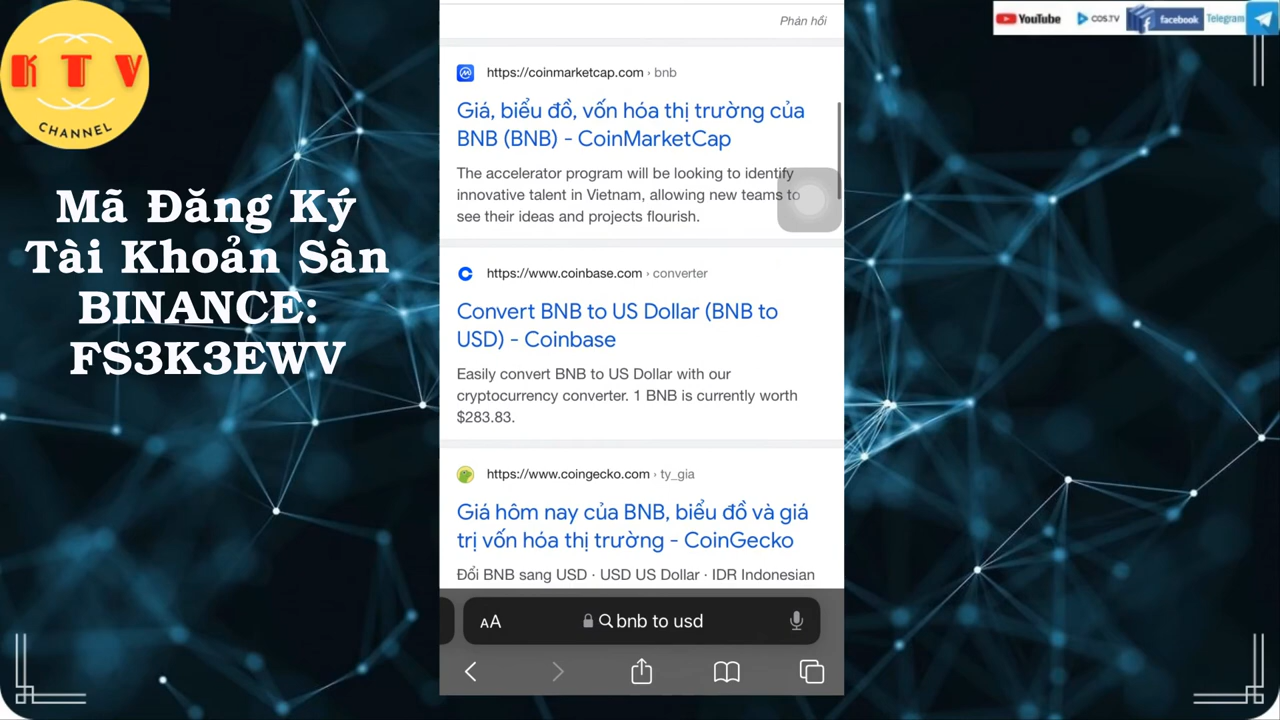 K T V
CHANNEL
Mã Đăng Ký
Tài Khoản Sàn
BINANCE:
FS3K3EWV
YouTube
COS.TV
facebook
Telegram
Phản hồi
https://coinmarketcap.com › bnb
Giá, biểu đồ, vốn hóa thị trường của
BNB (BNB) - CoinMarketCap
The accelerator program will be looking to identify
innovative talent in Vietnam, allowing new teams to
see their ideas and projects flourish.
https://www.coinbase.com › converter
Convert BNB to US Dollar (BNB to
USD) - Coinbase
Easily convert BNB to US Dollar with our
cryptocurrency converter. 1 BNB is currently worth
$283.83.
https://www.coingecko.com › ty_gia
Giá hôm nay của BNB, biểu đồ và giá
trị vốn hóa thị trường - CoinGecko
Đổi BNB sang USD · USD US Dollar · IDR Indonesian
AA
bnb to usd